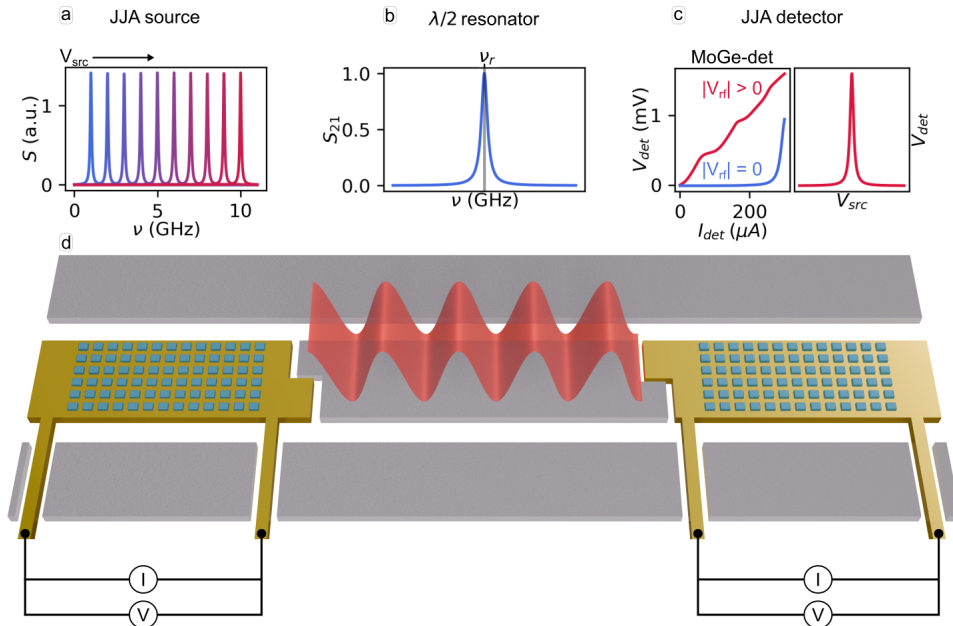 a JJA source
V_src
S (a.u.)
1
0
0 5 10
ν (GHz)
b λ/2 resonator
ν_r
S_21
1.0
0.5
0.0
ν (GHz)
c JJA detector
MoGe-det
V_det (mV)
1
0
|V_rf| > 0
|V_rf| = 0
0 200
I_det (μA)
V_src
V_det
d
I
V
I
V